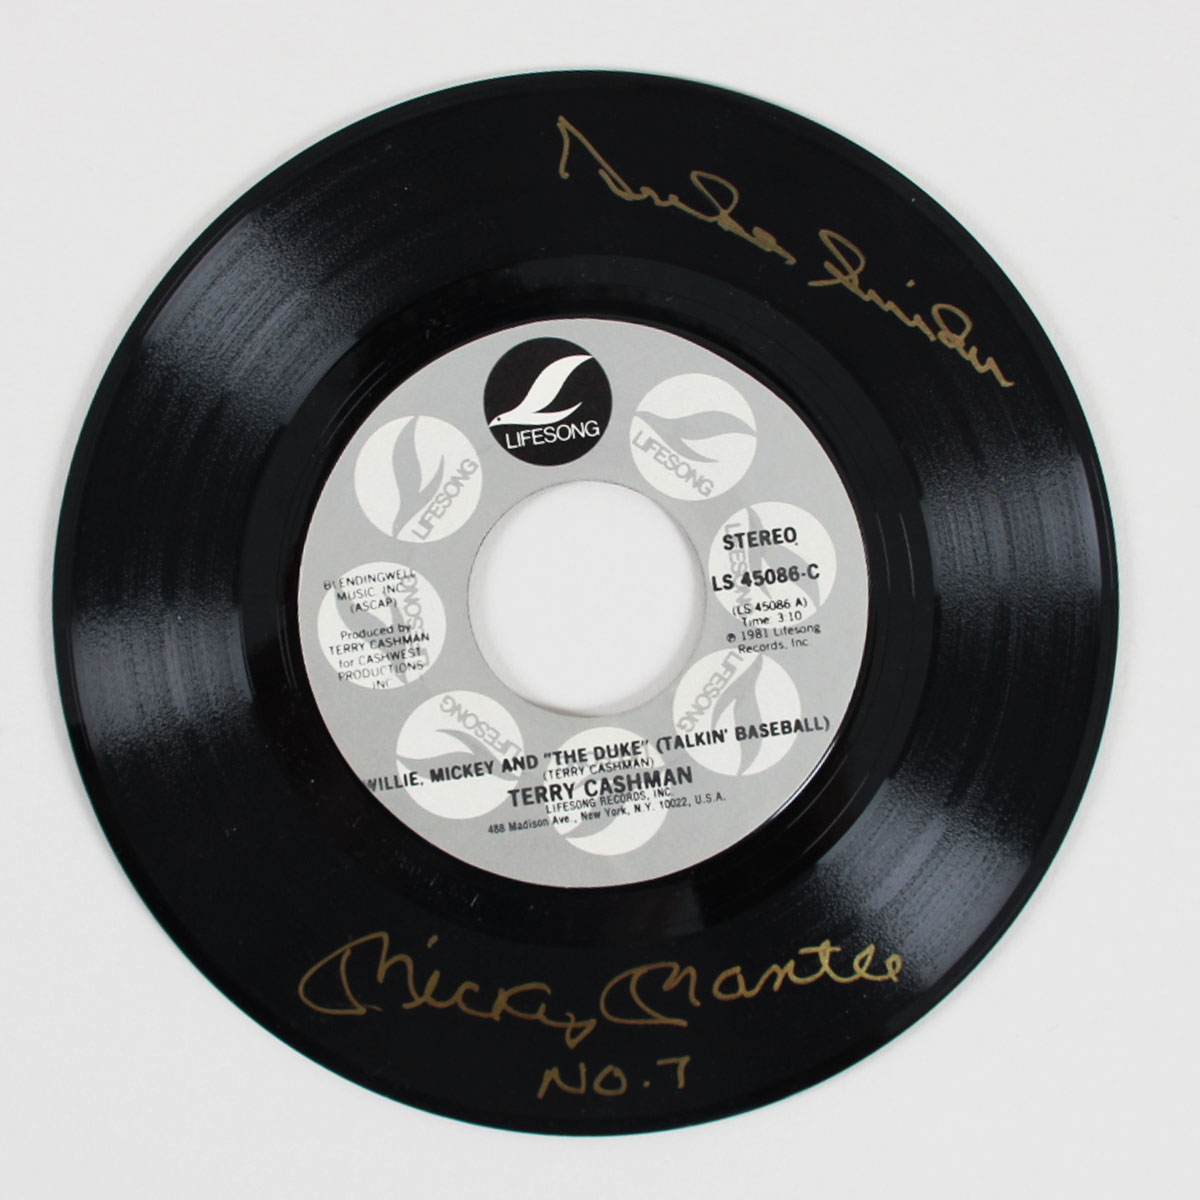 Duke Snider
LIFESONG
LIFESONG
LIFESONG
STEREO
LS 45086-C
(LS 45086 A)
Time: 3:10
℗ 1981 Lifesong
Records, Inc.
LIFESONG
BLENDINGWELL
MUSIC, INC.
(ASCAP)
Produced by
TERRY CASHMAN
for CASHWEST
PRODUCTIONS
INC.
LIFESONG
LIFESONG
LIFESONG
WILLIE, MICKEY AND "THE DUKE" (TALKIN' BASEBALL)
(TERRY CASHMAN)
TERRY CASHMAN
LIFESONG RECORDS, INC.
488 Madison Ave., New York, N.Y. 10022, U.S.A.
Mickey Mantle
NO. 7